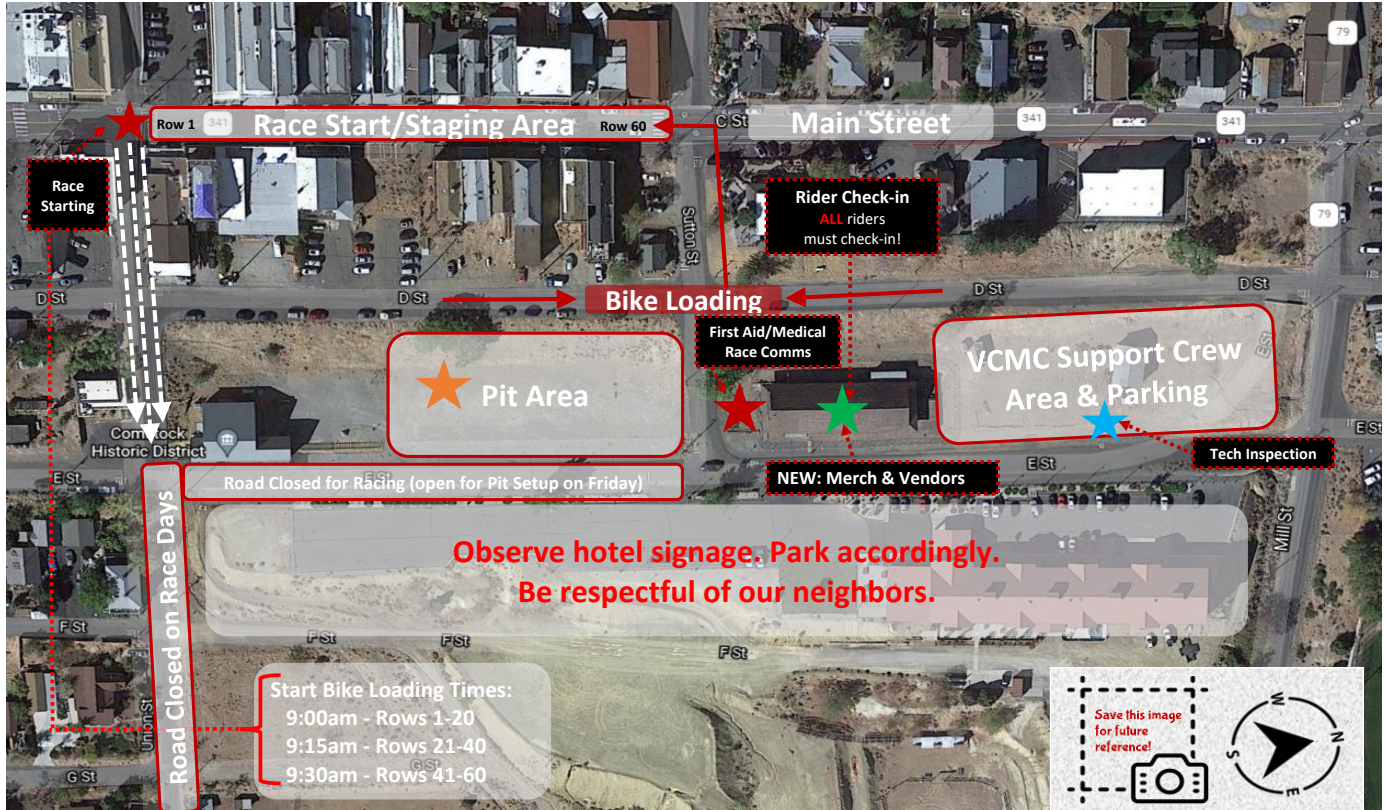 79
Row 1
341
Race Start/Staging Area
Row 60
C St
Main Street
341
341
Race
Starting
Rider Check-in
ALL riders
must check-in!
79
Sutton St
D St
D St
Bike Loading
D St
First Aid/Medical
Race Comms
VCMC Support Crew
Area & Parking
E St
Pit Area
Comstock
Historic District
E St
Tech Inspection
E St
E St
Road Closed for Racing (open for Pit Setup on Friday)
E St
NEW: Merch & Vendors
Mill St
Road Closed on Race Days
Observe hotel signage. Park accordingly.
Be respectful of our neighbors.
F St
F St
F St
F St
Union St
Start Bike Loading Times:
9:00am - Rows 1-20
9:15am - Rows 21-40
9:30am - Rows 41-60
G St
G St
Save this image
for future
reference!
W
N
S
E